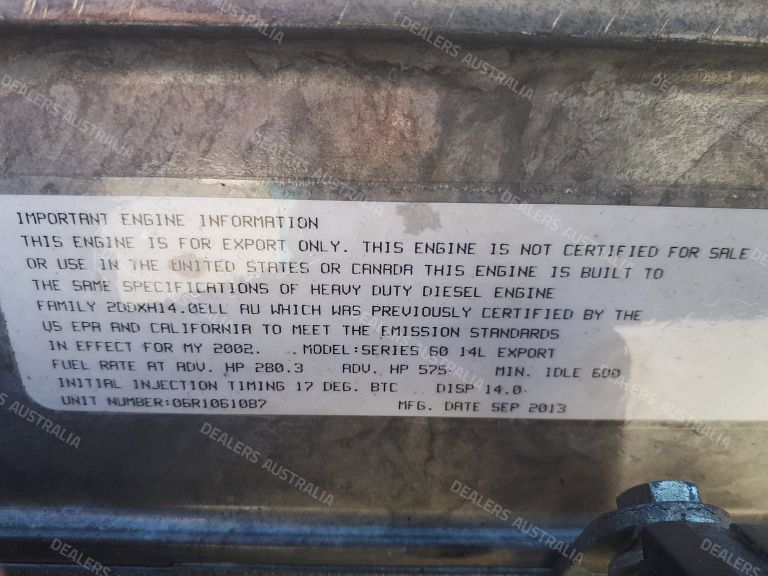 IMPORTANT ENGINE INFORMATION
THIS ENGINE IS FOR EXPORT ONLY. THIS ENGINE IS NOT CERTIFIED FOR SALE
OR USE IN THE UNITED STATES OR CANADA THIS ENGINE IS BUILT TO
THE SAME SPECIFICATIONS OF HEAVY DUTY DIESEL ENGINE
FAMILY 2DDXH14.0ELL AU WHICH WAS PREVIOUSLY CERTIFIED BY THE
US EPA AND CALIFORNIA TO MEET THE EMISSION STANDARDS
IN EFFECT FOR MY 2002. MODEL:SERIES 60 14L EXPORT
FUEL RATE AT ADV. HP 280.3 ADV. HP 575 MIN. IDLE 600
INITIAL INJECTION TIMING 17 DEG. BTC DISP 14.0
UNIT NUMBER:06R1061087 MFG. DATE SEP 2013
DEALERS AUSTRALIA